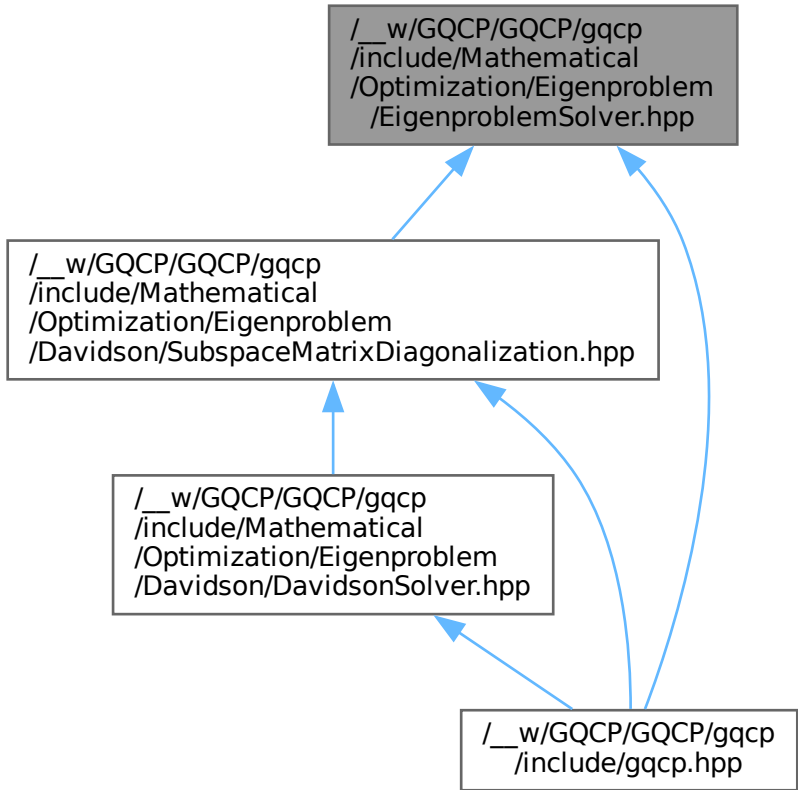 /__w/GQCP/GQCP/gqcp
/include/Mathematical
/Optimization/Eigenproblem
/EigenproblemSolver.hpp
/__w/GQCP/GQCP/gqcp
/include/Mathematical
/Optimization/Eigenproblem
/Davidson/SubspaceMatrixDiagonalization.hpp
/__w/GQCP/GQCP/gqcp
/include/Mathematical
/Optimization/Eigenproblem
/Davidson/DavidsonSolver.hpp
/__w/GQCP/GQCP/gqcp
/include/gqcp.hpp